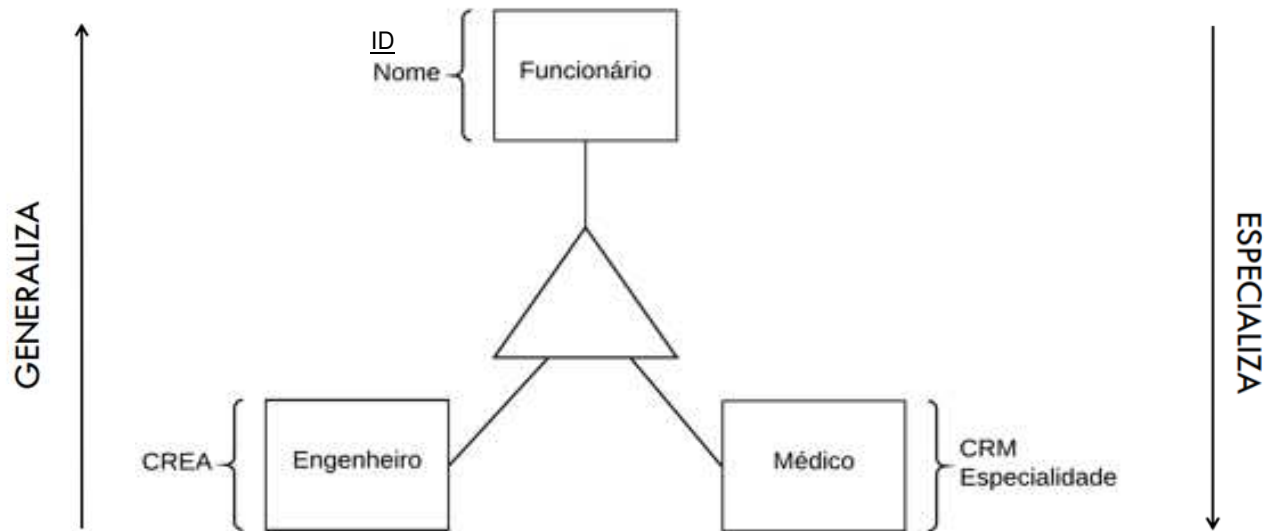 ID
Nome
Funcionário
GENERALIZA
ESPECIALIZA
CREA
Engenheiro
Médico
CRM
Especialidade